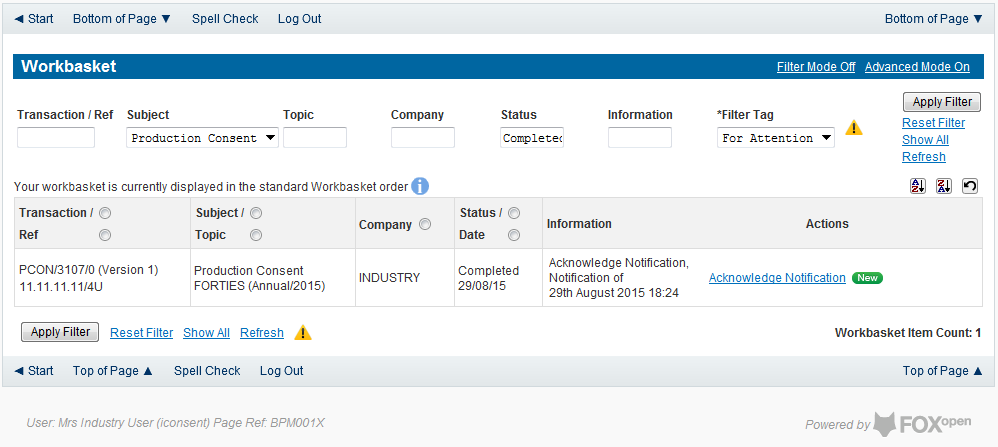 ◄ Start Bottom of Page ▼ Spell Check Log Out Bottom of Page ▼
Workbasket Filter Mode Off Advanced Mode On
Transaction / Ref Subject Topic Company Status Information *Filter Tag Apply Filter
Production Consent Completed For Attention Reset Filter
Show All
Refresh
Your workbasket is currently displayed in the standard Workbasket order
Transaction / Subject / Company Status / Information Actions
Ref Topic Date
PCON/3107/0 (Version 1) Production Consent INDUSTRY Completed Acknowledge Notification, Acknowledge Notification New
11.11.11.11/4U FORTIES (Annual/2015) 29/08/15 Notification of
29th August 2015 18:24
Apply Filter Reset Filter Show All Refresh Workbasket Item Count: 1
◄ Start Top of Page ▲ Spell Check Log Out Top of Page ▲
User: Mrs Industry User (iconsent) Page Ref: BPM001X Powered by FOXopen